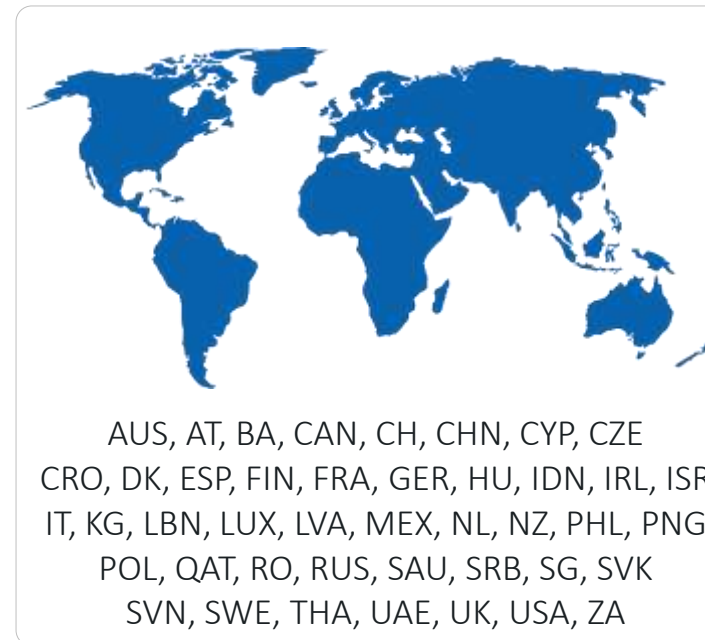 AUS, AT, BA, CAN, CH, CHN, CYP, CZE
CRO, DK, ESP, FIN, FRA, GER, HU, IDN, IRL, ISR
IT, KG, LBN, LUX, LVA, MEX, NL, NZ, PHL, PNG
POL, QAT, RO, RUS, SAU, SRB, SG, SVK
SVN, SWE, THA, UAE, UK, USA, ZA